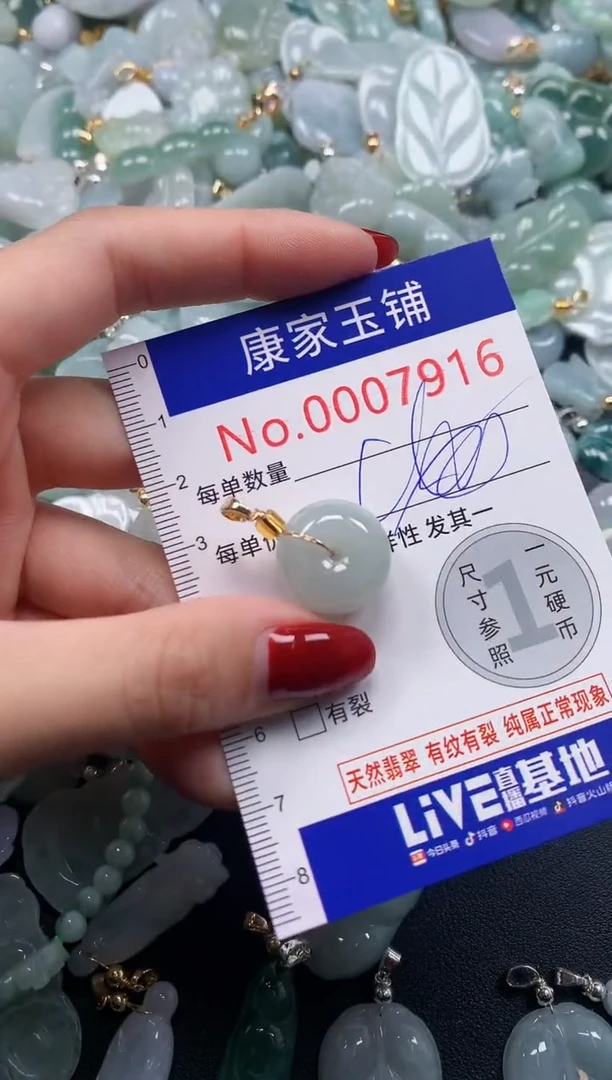 康家玉铺
No.0007916
每单数量
每单价
样性 发其一
一元硬币
尺寸参照
1
有裂
天然翡翠 有纹有裂 纯属正常现象
LiVE直播基地
今日头条 抖音 西瓜视频 抖音火山
0
1
2
3
6
7
8